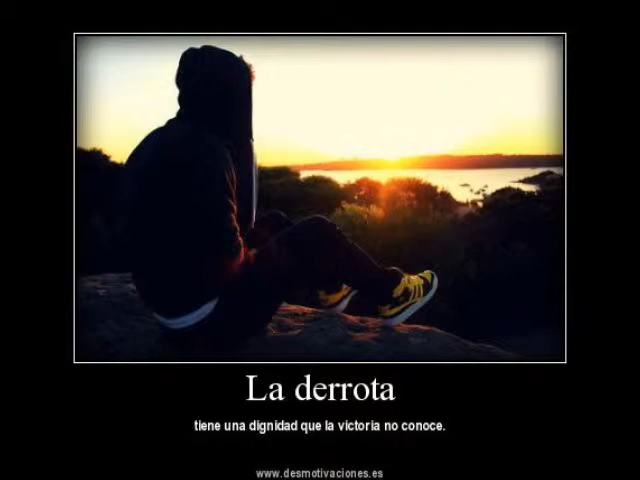 La derrota
tiene una dignidad que la victoria no conoce.
www.desmotivaciones.es